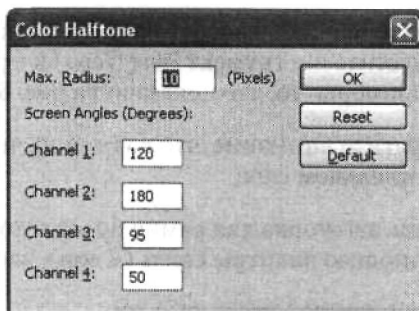 Color Halftone
Max. Radius: 10 (Pixels) OK
Screen Angles (Degrees): Reset
Channel 1: 120 Default
Channel 2: 180
Channel 3: 95
Channel 4: 50